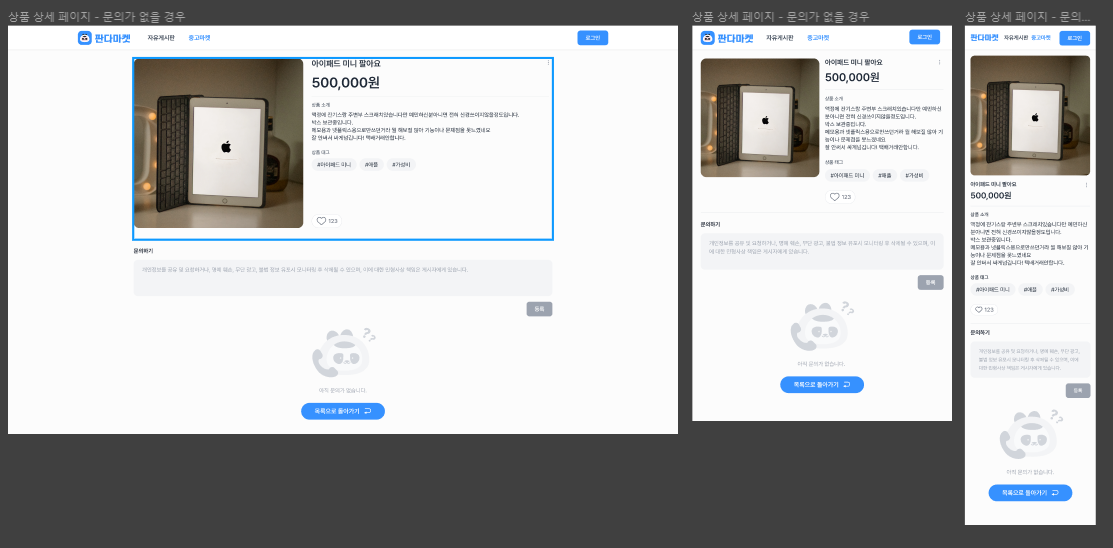 상품 상세 페이지 - 문의가 없을 경우
판다마켓
자유게시판
중고마켓
로그인
아이패드 미니 팔아요
500,000원
상품 소개
액정에 잔기스랑 주변부 스크래치있습니다만 예민하신분아니면 전혀 신경쓰이지않을정도입니다.
박스 보관중입니다.
메모용과 넷플릭스용으로만쓰던거라 뭘 해보질 않아 기능이나 문제점을 못느꼈네요
잘 안써서 싸게넘깁니다! 택배거래만합니다.
상품 태그
#아이패드 미니
#애플
#가성비
123
문의하기
개인정보를 공유 및 요청하거나, 명예 훼손, 무단 광고, 불법 정보 유포시 모니터링 후 삭제될 수 있으며, 이에 대한 민형사상 책임은 게시자에게 있습니다.
등록
??
아직 문의가 없습니다.
목록으로 돌아가기
상품 상세 페이지 - 문의가 없을 경우
판다마켓
자유게시판
중고마켓
로그인
아이패드 미니 팔아요
500,000원
상품 소개
액정에 잔기스랑 주변부 스크래치있습니다만 예민하신
분아니면 전혀 신경쓰이지않을정도입니다.
박스 보관중입니다.
메모용과 넷플릭스용으로만쓰던거라 뭘 해보질 않아 기
능이나 문제점을 못느꼈네요
잘 안써서 싸게넘깁니다! 택배거래만합니다.
상품 태그
#아이패드 미니
#애플
#가성비
123
문의하기
개인정보를 공유 및 요청하거나, 명예 훼손, 무단 광고, 불법 정보 유포시 모니터링 후 삭제될 수 있으며, 이
에 대한 민형사상 책임은 게시자에게 있습니다.
등록
??
아직 문의가 없습니다.
목록으로 돌아가기
상품 상세 페이지 - 문의...
판다마켓
자유게시판
중고마켓
로그인
아이패드 미니 팔아요
500,000원
상품 소개
액정에 잔기스랑 주변부 스크래치있습니다만 예민하신
분아니면 전혀 신경쓰이지않을정도입니다.
박스 보관중입니다.
메모용과 넷플릭스용으로만쓰던거라 뭘 해보질 않아 기
능이나 문제점을 못느꼈네요
잘 안써서 싸게넘깁니다! 택배거래만합니다.
상품 태그
#아이패드 미니
#애플
#가성비
123
문의하기
개인정보를 공유 및 요청하거나, 명예 훼손, 무단 광고,
불법 정보 유포시 모니터링 후 삭제될 수 있으며, 이에
대한 민형사상 책임은 게시자에게 있습니다.
등록
??
아직 문의가 없습니다.
목록으로 돌아가기